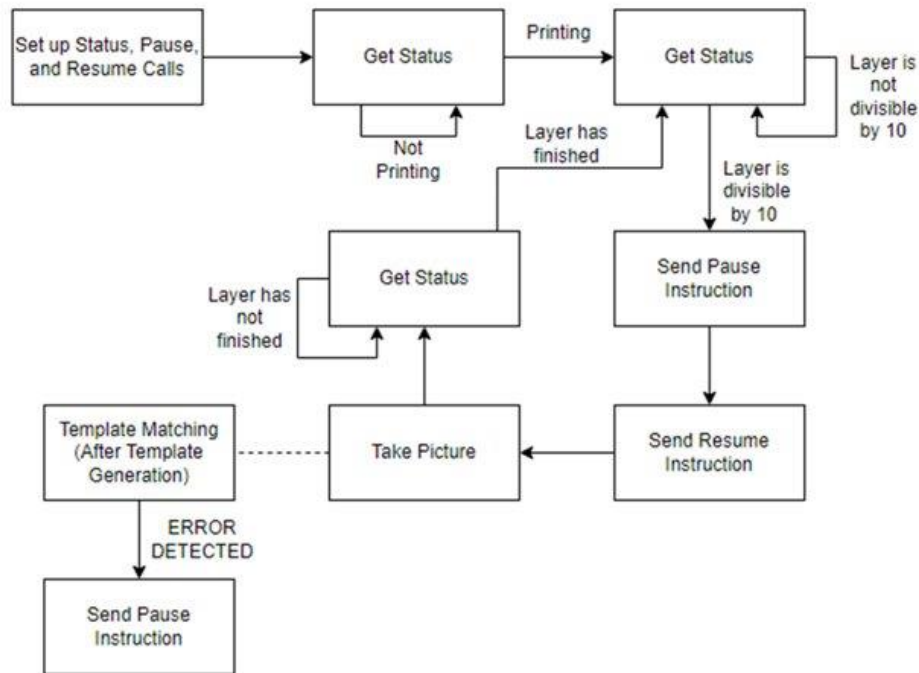 Set up Status, Pause,
and Resume Calls
Get Status
Printing
Get Status
Layer is
not
divisible
by 10
Not
Printing
Layer has
finished
Layer is
divisible
by 10
Get Status
Layer has
not
finished
Send Pause
Instruction
Template Matching
(After Template
Generation)
Take Picture
Send Resume
Instruction
ERROR
DETECTED
Send Pause
Instruction